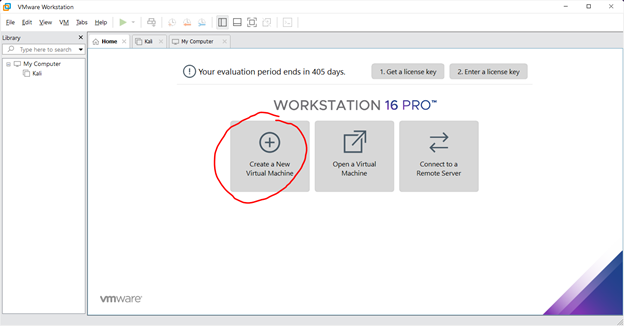 VMware Workstation
File Edit View VM Tabs Help
Library
Type here to search
My Computer
Kali
Home
Kali
My Computer
Your evaluation period ends in 405 days.
1. Get a license key
2. Enter a license key
WORKSTATION 16 PRO™
Create a New
Virtual Machine
Open a Virtual
Machine
Connect to a
Remote Server
vmware